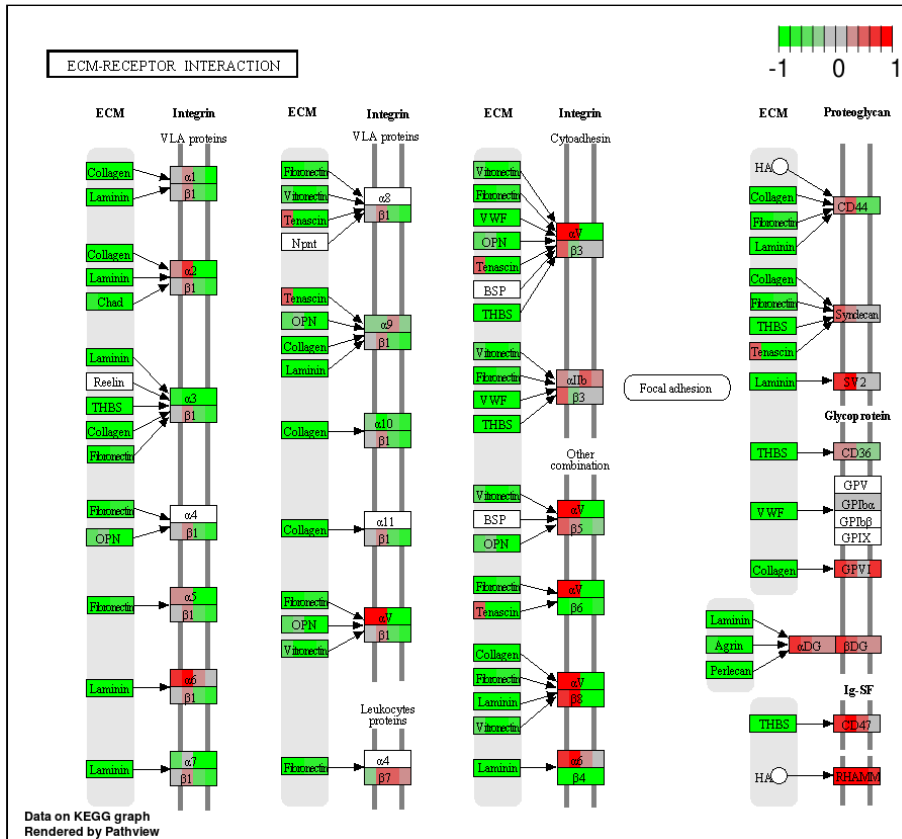 ECM-RECEPTOR INTERACTION
-1 0 1
ECM Integrin
VLA proteins
Collagen
Laminin
α1
β1
Collagen
Laminin
Chad
α2
β1
Laminin
Reelin
THBS
Collagen
Fibronectin
α3
β1
Fibronectin
OPN
α4
β1
Fibronectin
α5
β1
Laminin
α6
β1
Laminin
α7
β1
ECM Integrin
VLA proteins
Fibronectin
Vitronectin
Tenascin
Npnt
α8
β1
Tenascin
OPN
Collagen
Laminin
α9
β1
Collagen
α10
β1
Collagen
α11
β1
Fibronectin
OPN
Vitronectin
αV
β1
Leukocytes
proteins
Fibronectin
α4
β7
ECM Integrin
Cytoadhesin
Vitronectin
Fibronectin
VWF
OPN
Tenascin
BSP
THBS
αV
β3
Vitronectin
Fibronectin
VWF
THBS
αIIb
β3
Focal adhesion
Other
combination
Vitronectin
BSP
OPN
αV
β5
Fibronectin
Tenascin
αV
β6
Collagen
Fibronectin
Laminin
Vitronectin
αV
β8
Laminin
α6
β4
ECM Proteoglycan
HA
Collagen
Fibronectin
Laminin
CD44
Collagen
Fibronectin
THBS
Tenascin
Syndecan
Laminin
SV2
Glycoprotein
THBS
CD36
VWF
GPV
GPIbα
GPIbβ
GPIX
Collagen
GPVI
Laminin
Agrin
Perlecan
αDG βDG
Ig-SF
THBS
CD47
HA
RHAMM
Data on KEGG graph
Rendered by Pathview